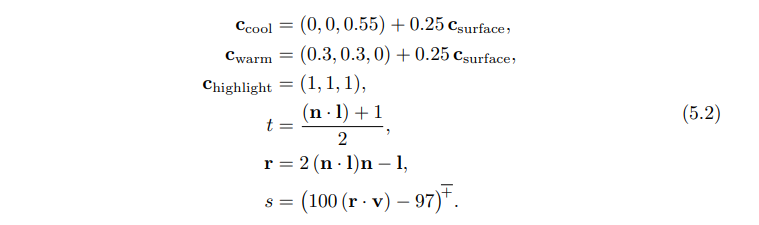 c_cool = (0, 0, 0.55) + 0.25 c_surface,
c_warm = (0.3, 0.3, 0) + 0.25 c_surface,
c_highlight = (1, 1, 1),
t = ((n · l) + 1) / 2, (5.2)
r = 2 (n · l)n − l,
s = (100 (r · v) − 97)^∓.